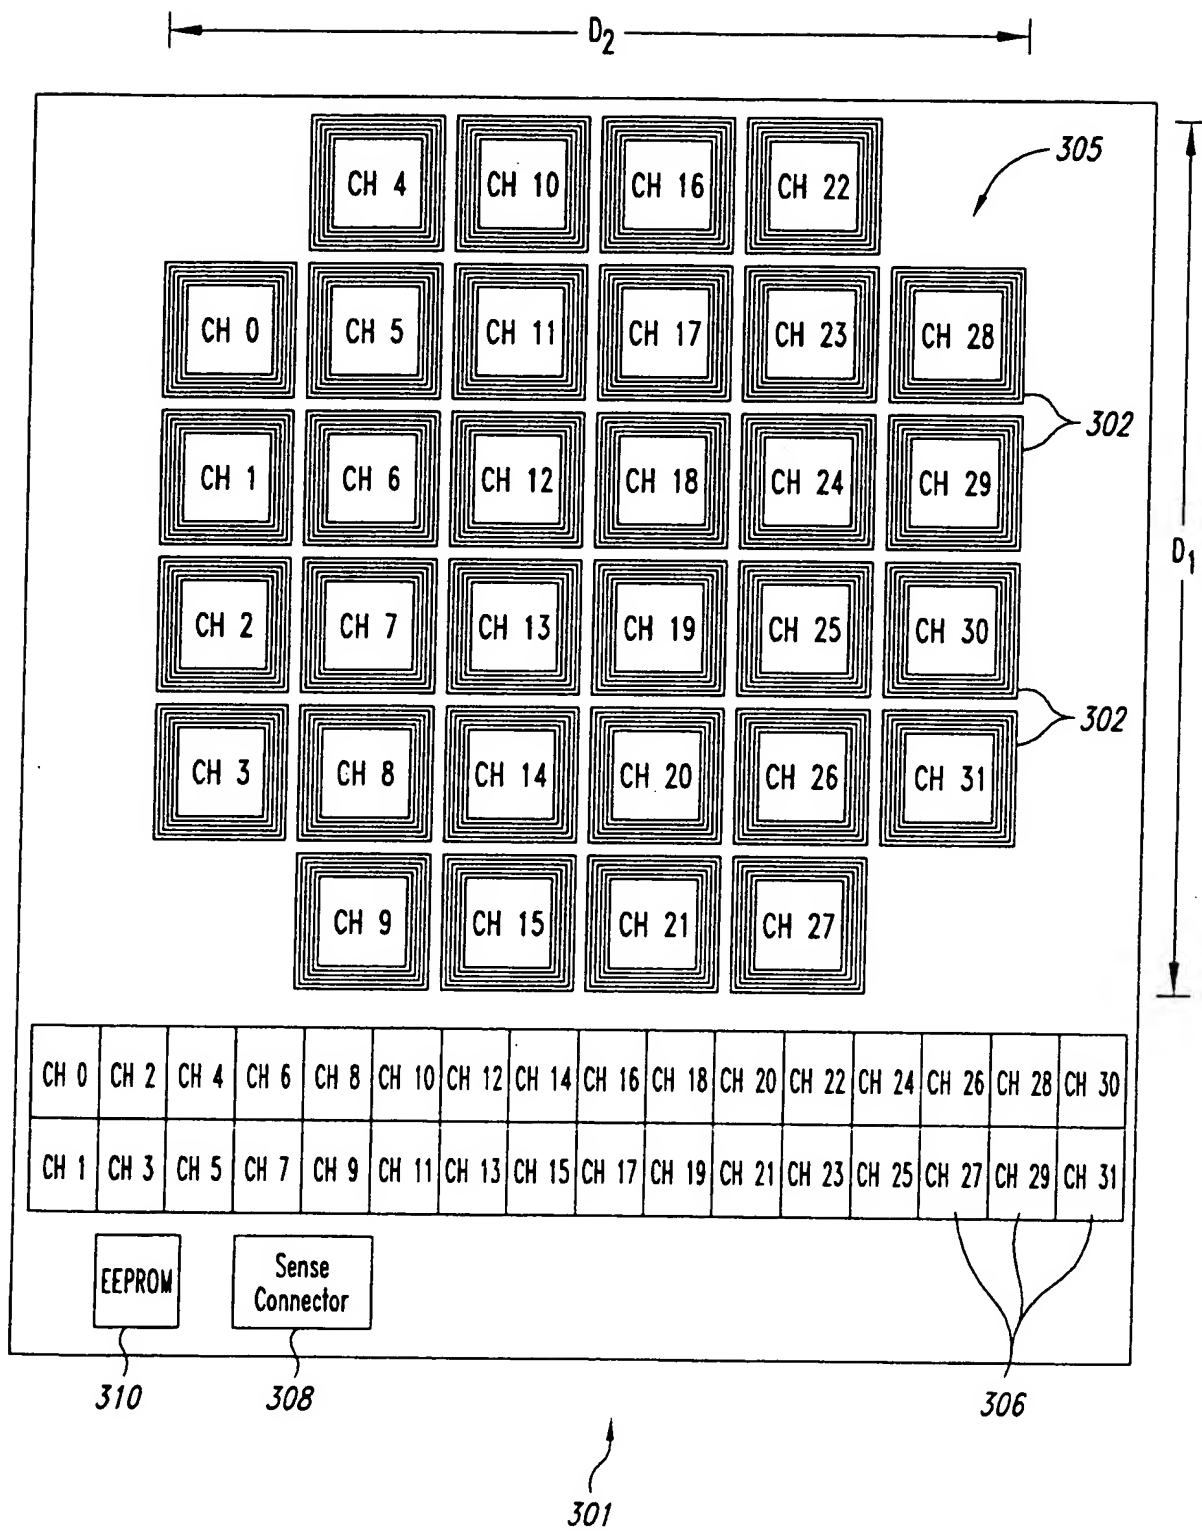 D2
305
CH 4 CH 10 CH 16 CH 22
CH 0 CH 5 CH 11 CH 17 CH 23 CH 28
302
CH 1 CH 6 CH 12 CH 18 CH 24 CH 29
D1
CH 2 CH 7 CH 13 CH 19 CH 25 CH 30
302
CH 3 CH 8 CH 14 CH 20 CH 26 CH 31
CH 9 CH 15 CH 21 CH 27
CH 0 CH 2 CH 4 CH 6 CH 8 CH 10 CH 12 CH 14 CH 16 CH 18 CH 20 CH 22 CH 24 CH 26 CH 28 CH 30
CH 1 CH 3 CH 5 CH 7 CH 9 CH 11 CH 13 CH 15 CH 17 CH 19 CH 21 CH 23 CH 25 CH 27 CH 29 CH 31
EEPROM
Sense
Connector
310 308 306
301